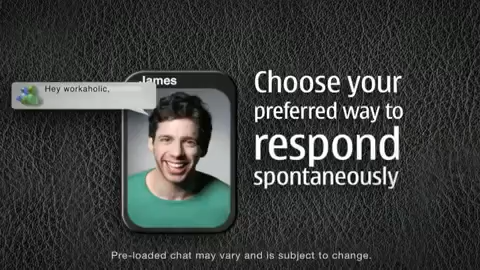 James
Hey workaholic,
Choose your
preferred way to
respond
spontaneously
Pre-loaded chat may vary and is subject to change.